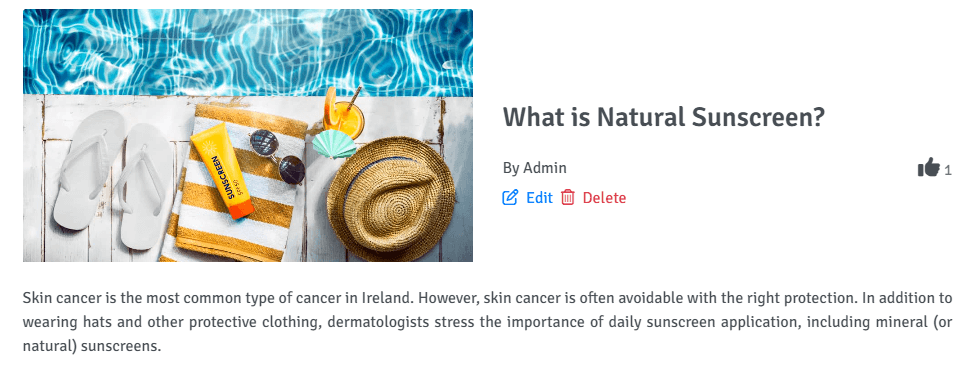 SUNSCREEN
What is Natural Sunscreen?
By Admin
1
Edit Delete
Skin cancer is the most common type of cancer in Ireland. However, skin cancer is often avoidable with the right protection. In addition to
wearing hats and other protective clothing, dermatologists stress the importance of daily sunscreen application, including mineral (or
natural) sunscreens.